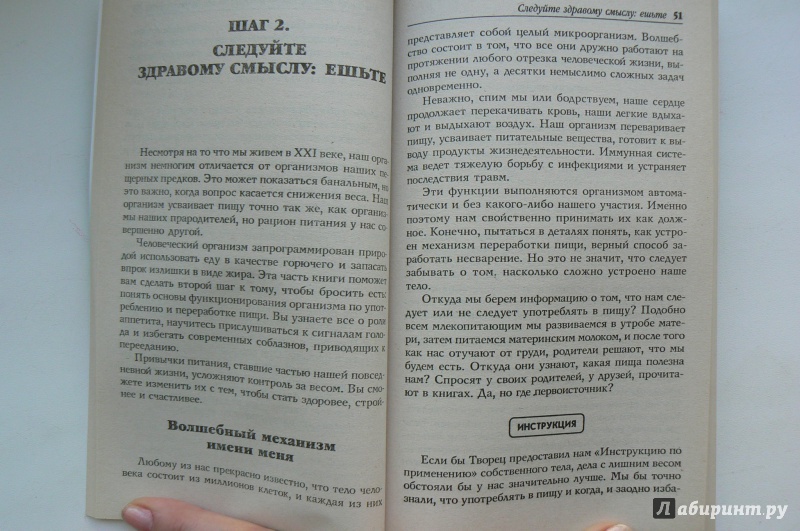 ШАГ 2.
СЛЕДУЙТЕ
ЗДРАВОМУ СМЫСЛУ: ЕШЬТЕ
Несмотря на то что мы живем в XXI веке, наш орга-
низм немногим отличается от организмов наших пе-
щерных предков. Это может показаться банальным, но
это важно, когда вопрос касается снижения веса. Наш
организм усваивает пищу точно так же, как организ-
мы наших прародителей, но рацион питания у нас со-
вершенно другой.
Человеческий организм запрограммирован приро-
дой использовать еду в качестве горючего и запасать
впрок излишки в виде жира. Эта часть книги поможет
вам сделать второй шаг к тому, чтобы бросить есть:
понять основы функционирования организма по упот-
реблению и переработке пищи. Вы узнаете все о роли
аппетита, научитесь прислушиваться к сигналам голо-
да и избегать современных соблазнов, приводящих к
перееданию.
Привычки питания, ставшие частью нашей повсед-
невной жизни, усложняют контроль за весом. Вы смо-
жете изменить их с тем, чтобы стать здоровее, строй-
нее и счастливее.
Волшебный механизм
имени меня
Любому из нас прекрасно известно, что тело чело-
века состоит из миллионов клеток, и каждая из них
Следуйте здравому смыслу: ешьте 51
представляет собой целый микроорганизм. Волшеб-
ство состоит в том, что все они дружно работают на
протяжении любого отрезка человеческой жизни, вы-
полняя не одну, а десятки немыслимо сложных задач
одновременно.
Неважно, спим мы или бодрствуем, наше сердце
продолжает перекачивать кровь, наши легкие вдыха-
ют и выдыхают воздух. Наш организм переваривает
пищу, усваивает питательные вещества, готовит к вы-
воду продукты жизнедеятельности. Иммунная систе-
ма ведет тяжелую борьбу с инфекциями и устраняет
последствия травм.
Эти функции выполняются организмом автома-
тически и без какого-либо нашего участия. Именно
поэтому нам свойственно принимать их как долж-
ное. Конечно, пытаться в деталях понять, как устро-
ен механизм переработки пищи, верный способ за-
работать несварение. Но это не значит, что следует
забывать о том, насколько сложно устроено наше
тело.
Откуда мы берем информацию о том, что нам сле-
дует или не следует употреблять в пищу? Подобно
всем млекопитающим мы развиваемся в утробе мате-
ри, затем питаемся материнским молоком, и после того
как нас отучают от груди, родители решают, что мы
будем есть. Откуда они узнают, какая пища полезна
нам? Спросят у своих родителей, у друзей, прочита-
ют в книгах. Да, но где первоисточник?
ИНСТРУКЦИЯ
Если бы Творец предоставил нам «Инструкцию по
применению» собственного тела, дела с лишним весом
обстояли бы у нас значительно лучше. Мы бы точно
знали, что употреблять в пищу и когда, и заодно изба-
Лабиринт.ру